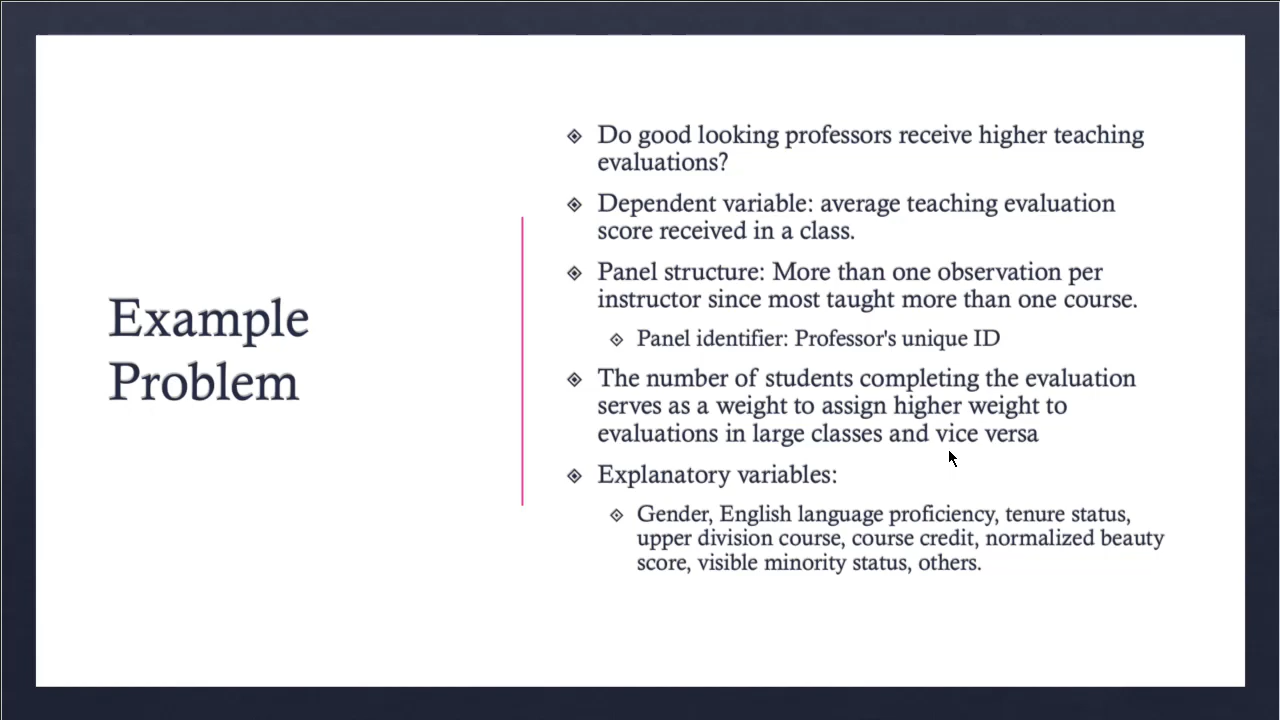 Example
Problem
Do good looking professors receive higher teaching
evaluations?
Dependent variable: average teaching evaluation
score received in a class.
Panel structure: More than one observation per
instructor since most taught more than one course.
Panel identifier: Professor's unique ID
The number of students completing the evaluation
serves as a weight to assign higher weight to
evaluations in large classes and vice versa
Explanatory variables:
Gender, English language proficiency, tenure status,
upper division course, course credit, normalized beauty
score, visible minority status, others.